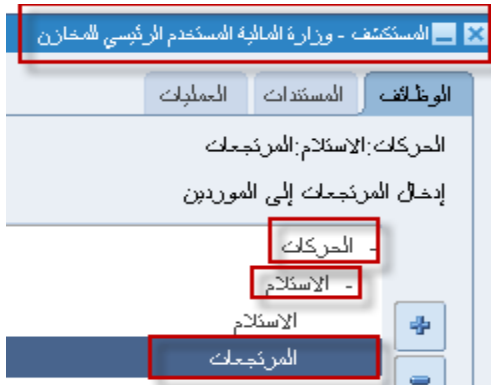 المستكشف - وزارة المالية المستخدم الرئيسي للمخازن
الوظائف المستندات العمليات
الحركات:الاستلام:المرتجعات
إدخال المرتجعات إلى الموردين
- الحركات
- الاستلام
الاستلام
المرتجعات